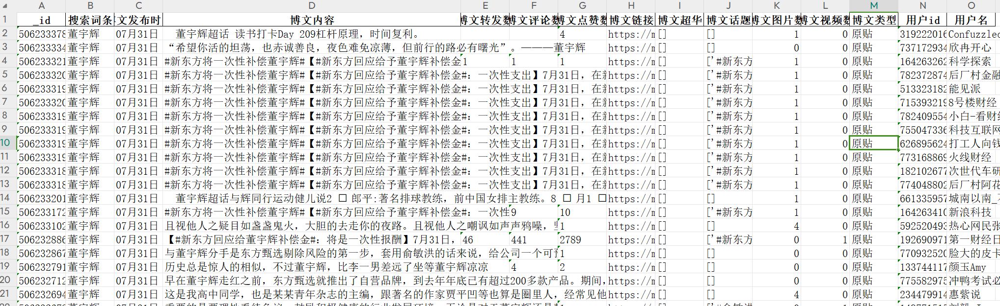 A B C D E F G H I J K L M N O
1 _id 搜索词条 文发布时 博文内容 博文转发数 博文评论数 博文点赞数 博文链接 博文超华 博文话题 博文图片数 博文视频数 博文类型 用户id 用户名
2 506233378 董宇辉 07月31日 董宇辉超话 读书打卡Day 209杠杆原理，时间复利。 4 https://m [] [] 1 0 原贴 319222016 Confuzzled
3 506233334 董宇辉 07月31日 “希望你活的坦荡，也赤诚善良，夜色难免凉薄，但前行的路必有曙光”。———董宇辉 https://m [] [] 0 0 原贴 737172934 欣冉开心
4 506233321 董宇辉 07月31日 #新东方将一次性补偿董宇辉#【#新东方回应给予董宇辉补偿金 1 1 1 https://m [] ['#新东方 1 0 原贴 164263262 科学探索
5 506233320 董宇辉 07月31日 #新东方将一次性补偿董宇辉#【#新东方回应给予董宇辉补偿金#：一次性支出】7月31日，在新 https://m [] ['#新东方 1 0 原贴 782372874 后厂村金融
6 506233319 董宇辉 07月31日 #新东方将一次性补偿董宇辉#【#新东方回应给予董宇辉补偿金#：一次性支出】7月31日，在新 https://m [] ['#新东方 1 0 原贴 513323182 能见派
7 506233320 董宇辉 07月31日 #新东方将一次性补偿董宇辉#【#新东方回应给予董宇辉补偿金#：一次性支出】7月31日，在新 https://m [] ['#新东方 1 0 原贴 715393219 8号楼财经
8 506233319 董宇辉 07月31日 #新东方将一次性补偿董宇辉#【#新东方回应给予董宇辉补偿金#：一次性支出】7月31日，在新 https://m [] ['#新东方 1 0 原贴 782409554 小白-看财经
9 506233319 董宇辉 07月31日 #新东方将一次性补偿董宇辉#【#新东方回应给予董宇辉补偿金#：一次性支出】7月31日，在新 https://m [] ['#新东方 1 0 原贴 755047336 科技互联网
10 506233319 董宇辉 07月31日 #新东方将一次性补偿董宇辉#【#新东方回应给予董宇辉补偿金#：一次性支出】7月31日，在新 https://m [] ['#新东方 1 0 原贴 626895624 打工人向钱
11 506233319 董宇辉 07月31日 #新东方将一次性补偿董宇辉#【#新东方回应给予董宇辉补偿金#：一次性支出】7月31日，在新 https://m [] ['#新东方 1 0 原贴 773168869 火线财经
12 506233318 董宇辉 07月31日 #新东方将一次性补偿董宇辉#【#新东方回应给予董宇辉补偿金#：一次性支出】7月31日，在新 https://m [] ['#新东方 1 0 原贴 182102677 次世代车研
13 506233318 董宇辉 07月31日 #新东方将一次性补偿董宇辉#【#新东方回应给予董宇辉补偿金#：一次性支出】7月31日，在新 https://m [] ['#新东方 1 0 原贴 774048802 后厂村阿花
14 506233201 董宇辉 07月31日 董宇辉超话与辉同行运动健儿说2 □ 郎平:著名排球教练，前中国女排主教练。8 □ 月1 □ https://m [] [] 1 0 原贴 661335957 城南以南_
15 506233172 董宇辉 07月31日 #新东方将一次性补偿董宇辉#【#新东方回应给予董宇辉补偿金#：一次性 9 10 https://m [] ['#新东方 1 0 原贴 164263410 新浪科技
16 506233102 董宇辉 07月31日 且视他人之疑目如盏盏鬼火，大胆的去走你的夜路。且视他人之嘲讽如声声鸦噪， 1 https://m [] [] 4 0 原贴 592520493 热心网民张
17 506232886 董宇辉 07月31日 【#新东方回应给董宇辉补偿金#：将是一次性报酬】7月31日， 46 441 2789 https://m [] ['#新东方 0 1 原贴 192690971 第一财经日
18 506232867 董宇辉 07月31日 与董宇辉分手是东方甄选剔除风险的第一步，套用俞敏洪的话来说，给公司一个可预 1 https://m [] [] 0 0 原贴 770932520 脸大的皮卡
19 506232791 董宇辉 07月31日 历史总是惊人的相似，不过董宇辉，比李一男差远了坐等董宇辉凉凉 4 2 https://m [] [] 0 0 原贴 133744117 颜玉Amy
20 506232712 董宇辉 07月31日 早在董宇辉走红之前，东方甄选就推出了自营品牌，到去年年底已有超过200多款产品。期间， https://m [] [] 0 0 原贴 775582975 冲鸭考试必
21 506232694 董宇辉 07月31日 这是我高中同学，也是某某青年杂志的主编，跟著名的作家贾平凹等也算是圈里人，经常见他 https://m [] [] 4 0 原贴 234479914 惠紫说